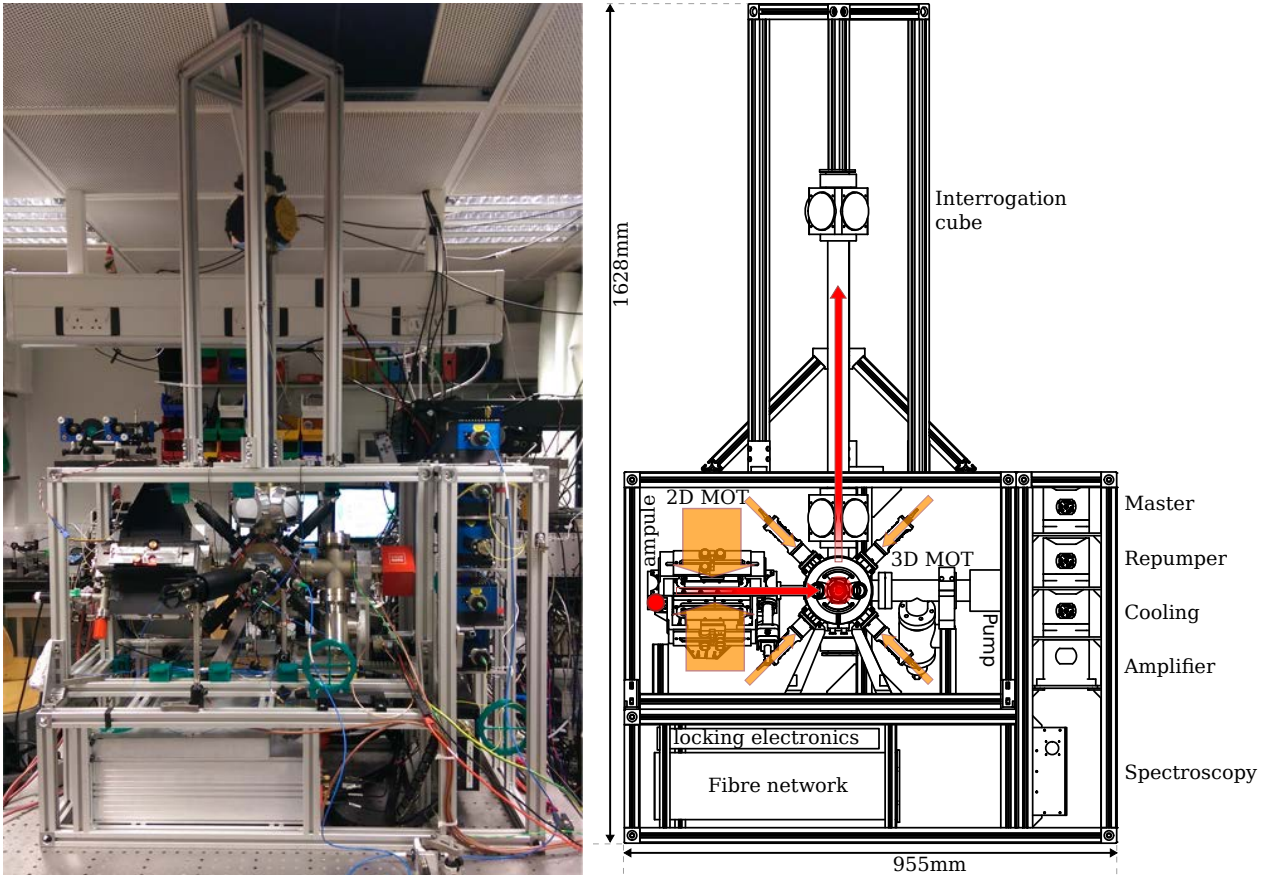 Interrogation
cube
1628mm
ampule
2D MOT
3D MOT
Pump
Master
Repumper
Cooling
Amplifier
locking electronics
Fibre network
Spectroscopy
955mm